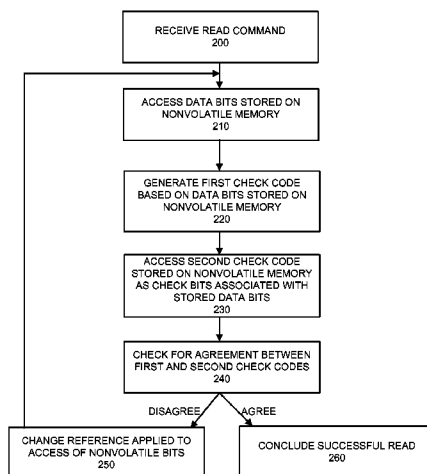 RECEIVE READ COMMAND
200
ACCESS DATA BITS STORED ON
NONVOLATILE MEMORY
210
GENERATE FIRST CHECK CODE
BASED ON DATA BITS STORED ON
NONVOLATILE MEMORY
220
ACCESS SECOND CHECK CODE
STORED ON NONVOLATILE MEMORY
AS CHECK BITS ASSOCIATED WITH
STORED DATA BITS
230
CHECK FOR AGREEMENT BETWEEN
FIRST AND SECOND CHECK CODES
240
DISAGREE AGREE
CHANGE REFERENCE APPLIED TO
ACCESS OF NONVOLATILE BITS
250
CONCLUDE SUCCESSFUL READ
260